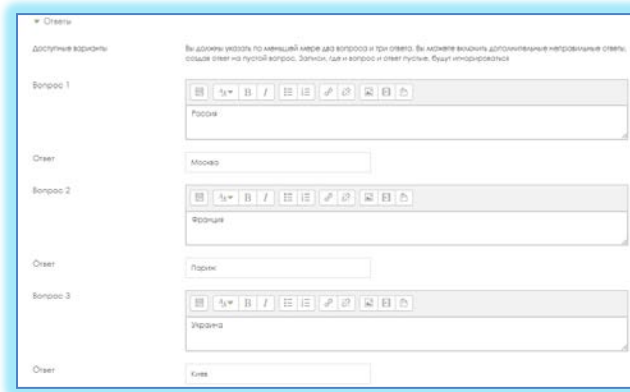 Ответы
Доступные варианты
Вы должны указать по меньшей мере два вопроса и три ответа. Вы можете включить дополнительные неправильные ответы,
создав ответ на пустой вопрос. Записи, где и вопрос и ответ пустые, будут игнорироваться
Вопрос 1
Россия
Ответ
Москва
Вопрос 2
Франция
Ответ
Париж
Вопрос 3
Украина
Ответ
Киев